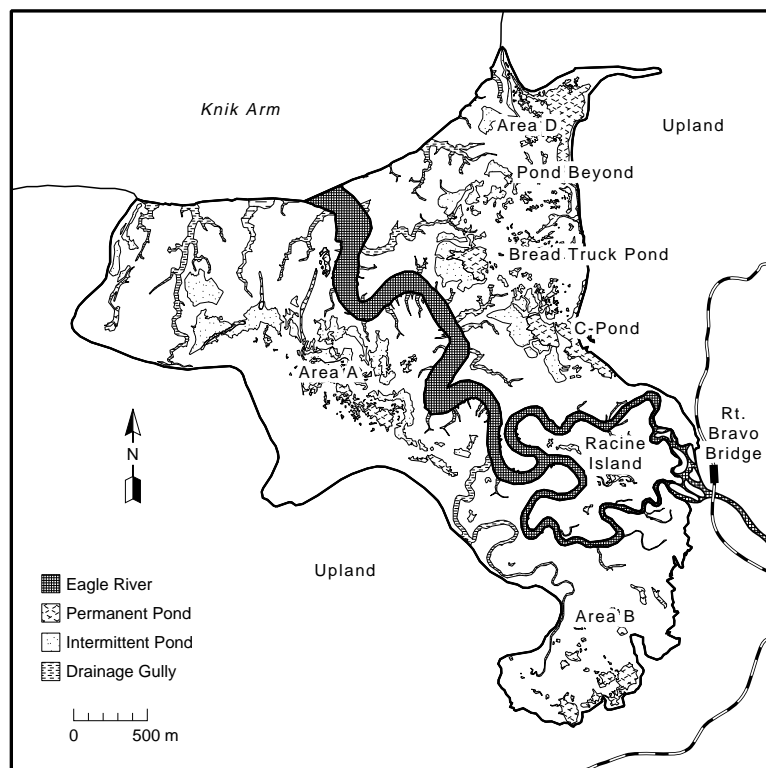 Knik Arm
Area D
Upland
Pond Beyond
Bread Truck Pond
C-Pond
Area A
Rt.
Bravo
Bridge
Racine
Island
N
Upland
Area B
Eagle River
Permanent Pond
Intermittent Pond
Drainage Gully
0 500 m